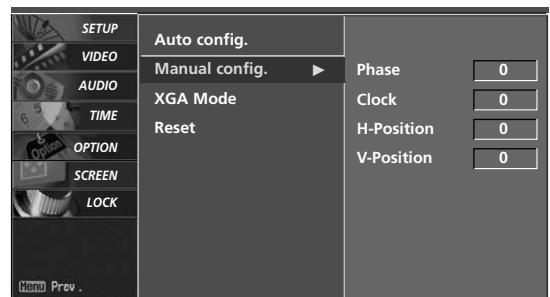 SETUP
VIDEO
AUDIO
TIME
OPTION
SCREEN
LOCK
Menu Prev.
Auto config.
Manual config. ▶
XGA Mode
Reset
Phase 0
Clock 0
H-Position 0
V-Position 0